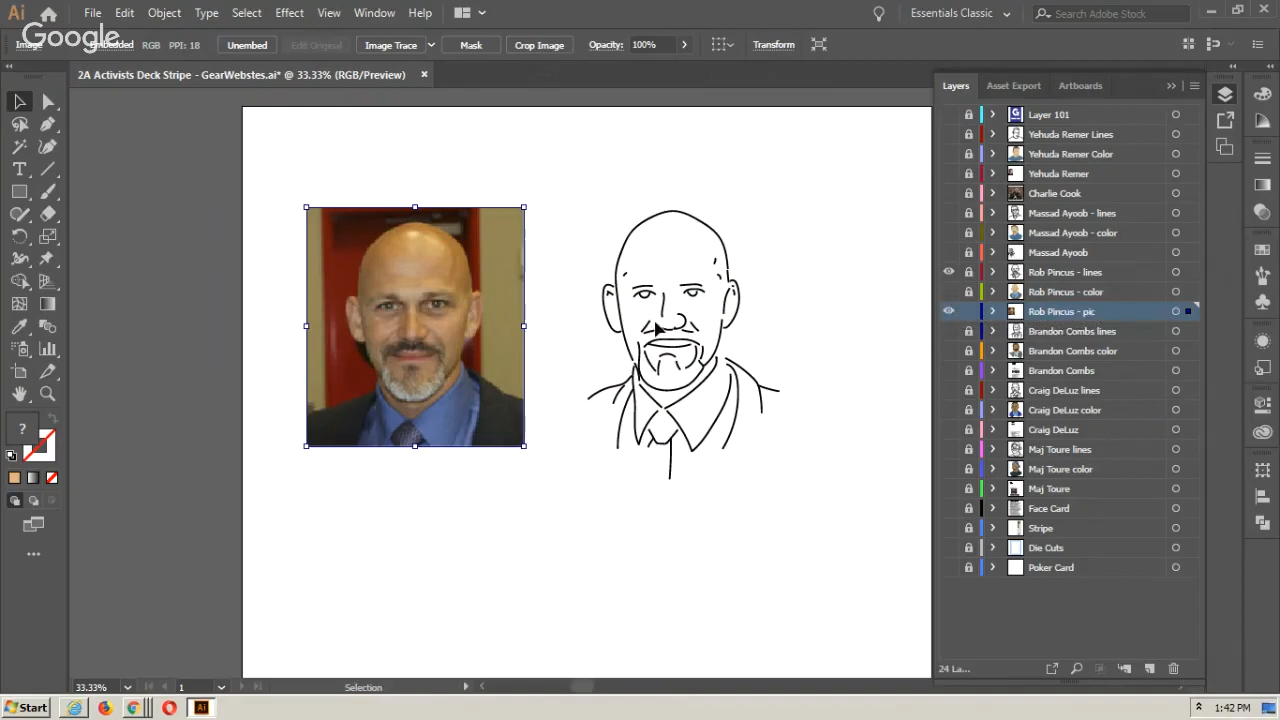 Ai File Edit Object Type Select Effect View Window Help Essentials Classic Search Adobe Stock
Google
Image Embedded RGB PPI: 18 Unembed Edit Original Image Trace Mask Crop Image Opacity: 100% Transform
2A Activists Deck Stripe - GearWebstes.ai* @ 33.33% (RGB/Preview)
Layers Asset Export Artboards
Layer 101
Yehuda Remer Lines
Yehuda Remer Color
Yehuda Remer
Charlie Cook
Massad Ayoob - lines
Massad Ayoob - color
Massad Ayoob
Rob Pincus - lines
Rob Pincus - color
Rob Pincus - pic
Brandon Combs lines
Brandon Combs color
Brandon Combs
Craig DeLuz lines
Craig DeLuz color
Craig DeLuz
Maj Toure lines
Maj Toure color
Maj Toure
Face Card
Stripe
Die Cuts
Poker Card
24 La...
33.33% 1 Selection
Start Ai 1:42 PM